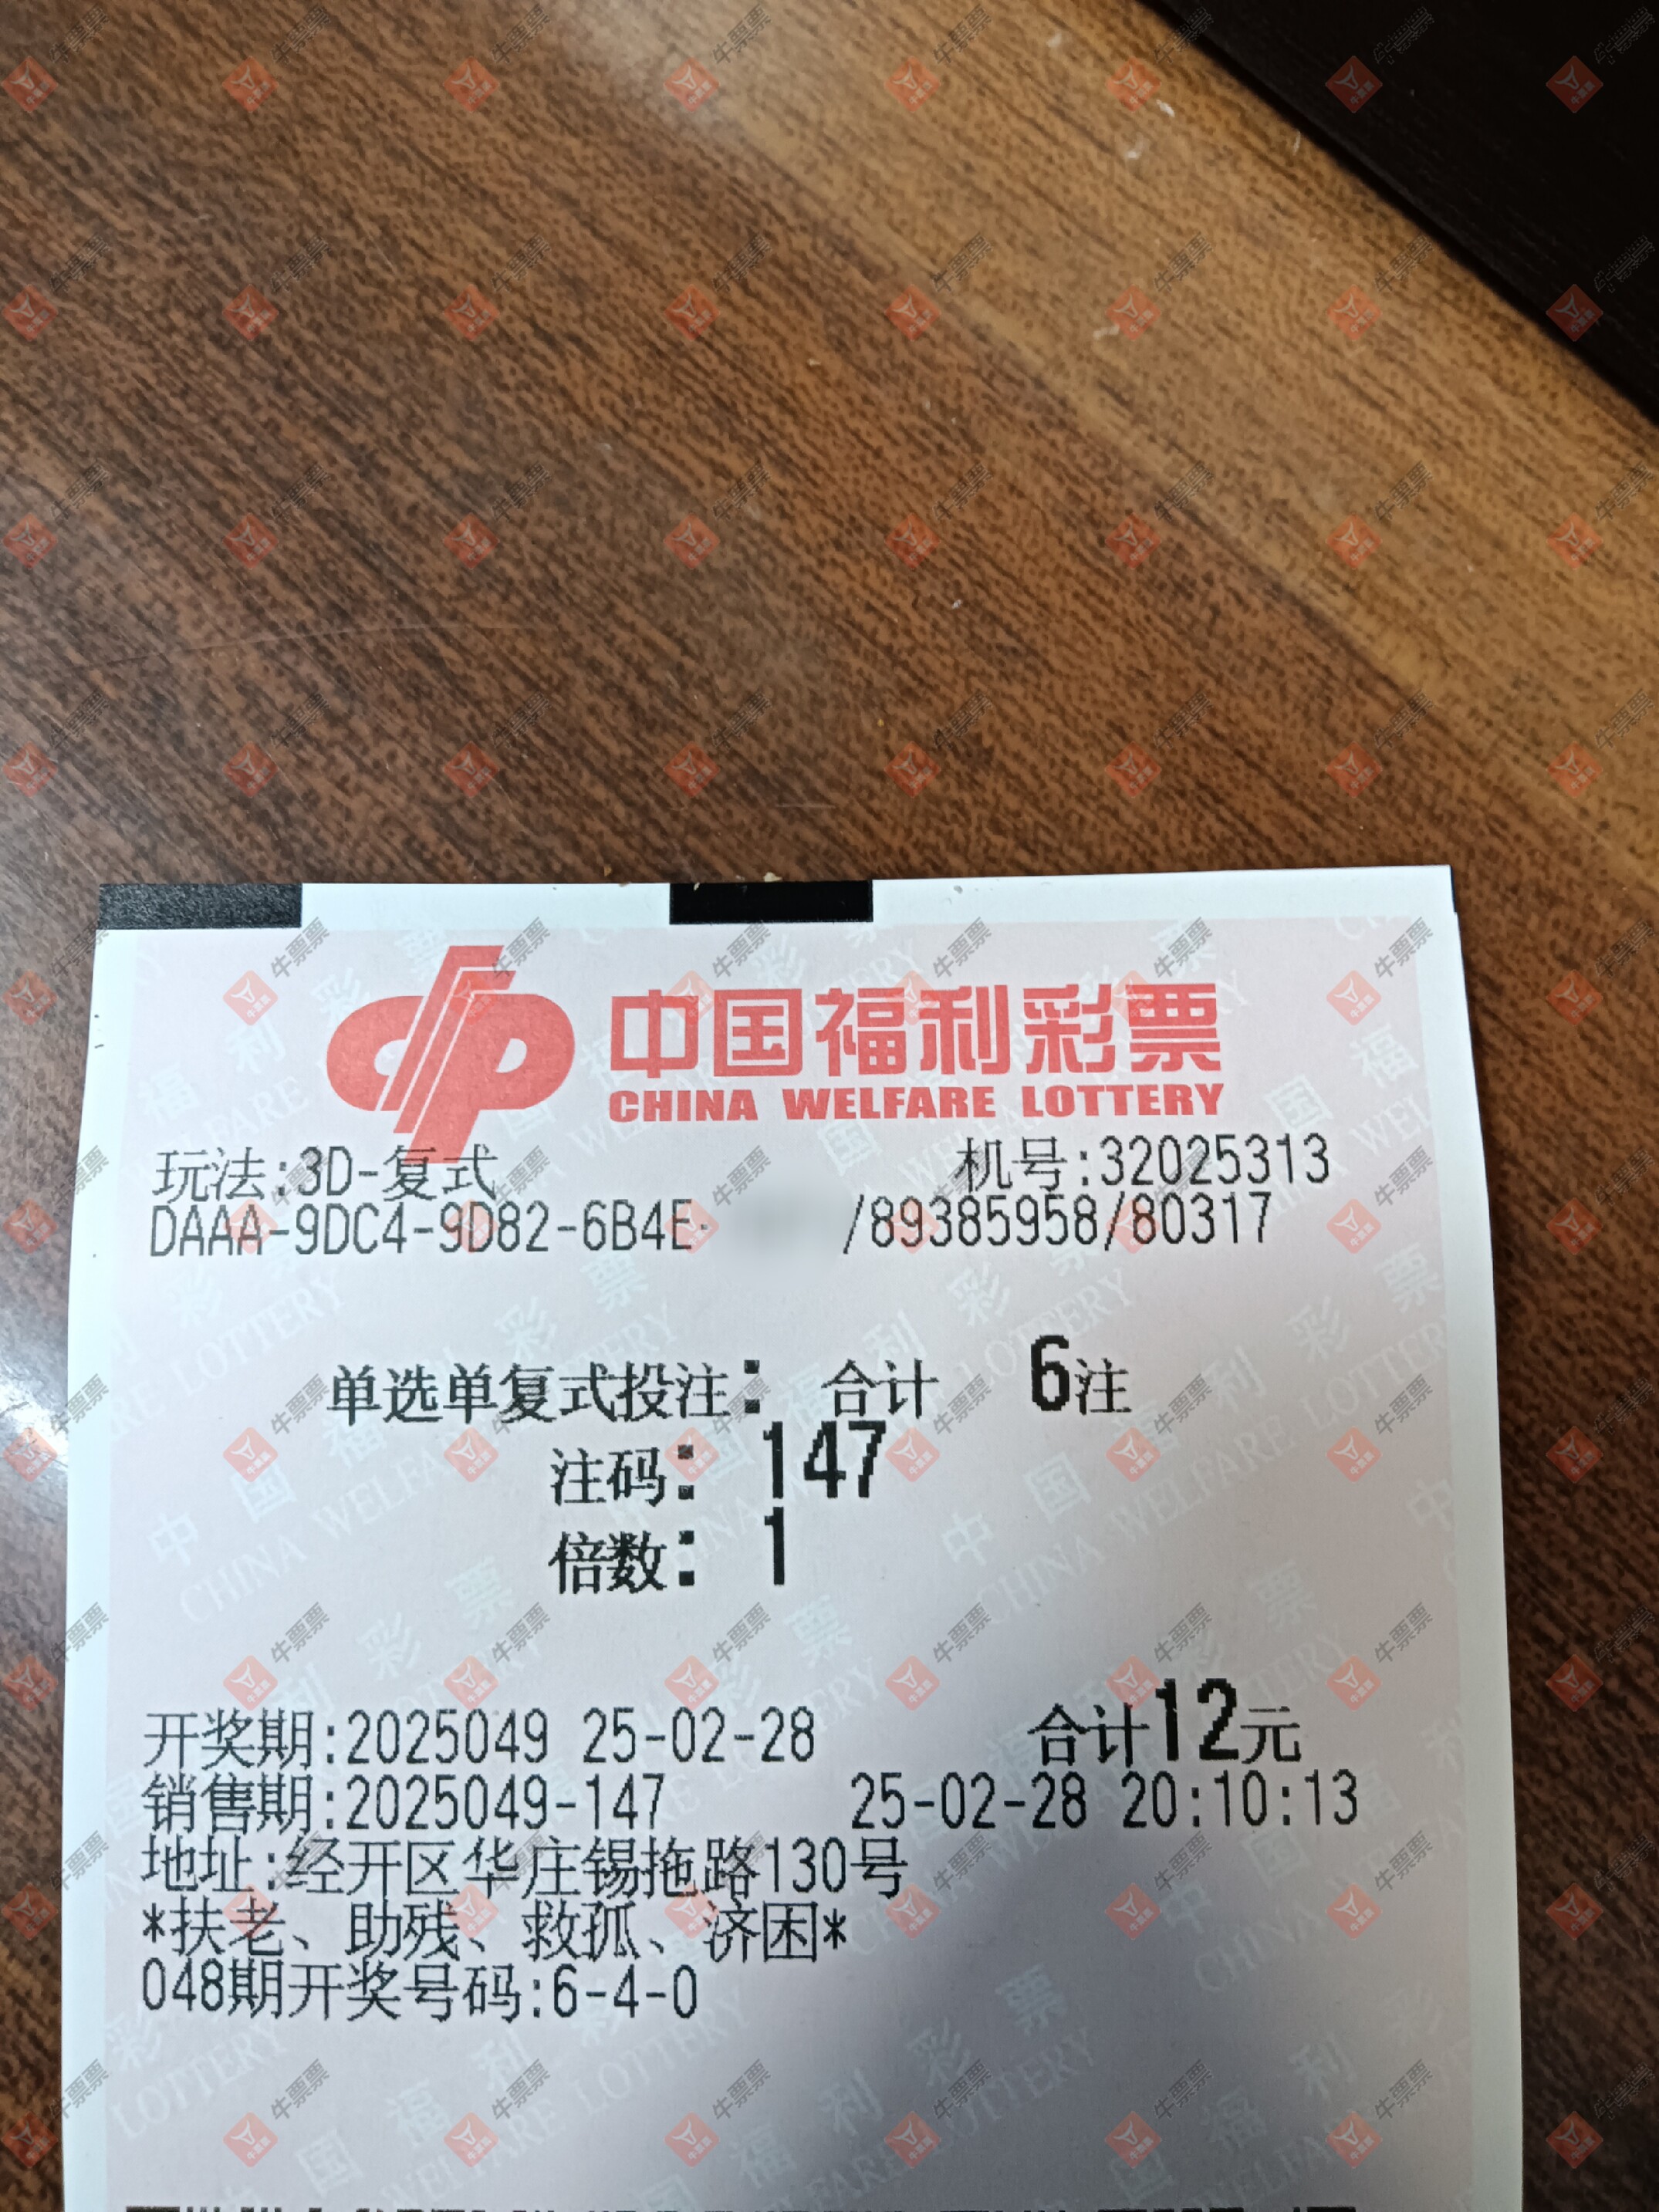 中国福利彩票
CHINA WELFARE LOTTERY
玩法:3D-复式 机号:32025313
DAAA-9DC4-9D82-6B4E- /89385958/80317
单选单复式投注: 合计 6注
注码: 147
倍数: 1
开奖期:2025049 25-02-28 合计12元
销售期:2025049-147 25-02-28 20:10:13
地址:经开区华庄锡拖路130号
*扶老、助残、救孤、济困*
048期开奖号码:6-4-0
牛票票